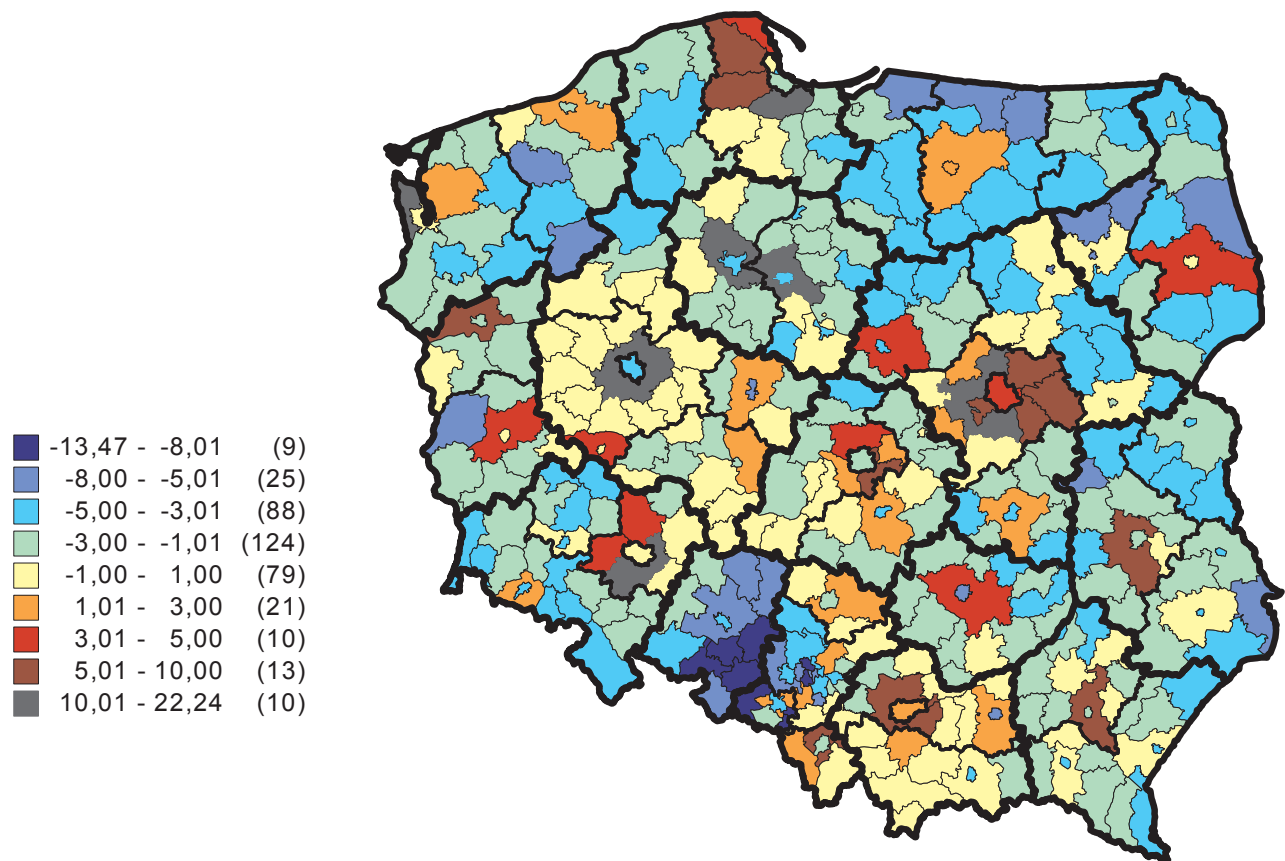 -13,47 - -8,01 (9)
-8,00 - -5,01 (25)
-5,00 - -3,01 (88)
-3,00 - -1,01 (124)
-1,00 - 1,00 (79)
1,01 - 3,00 (21)
3,01 - 5,00 (10)
5,01 - 10,00 (13)
10,01 - 22,24 (10)